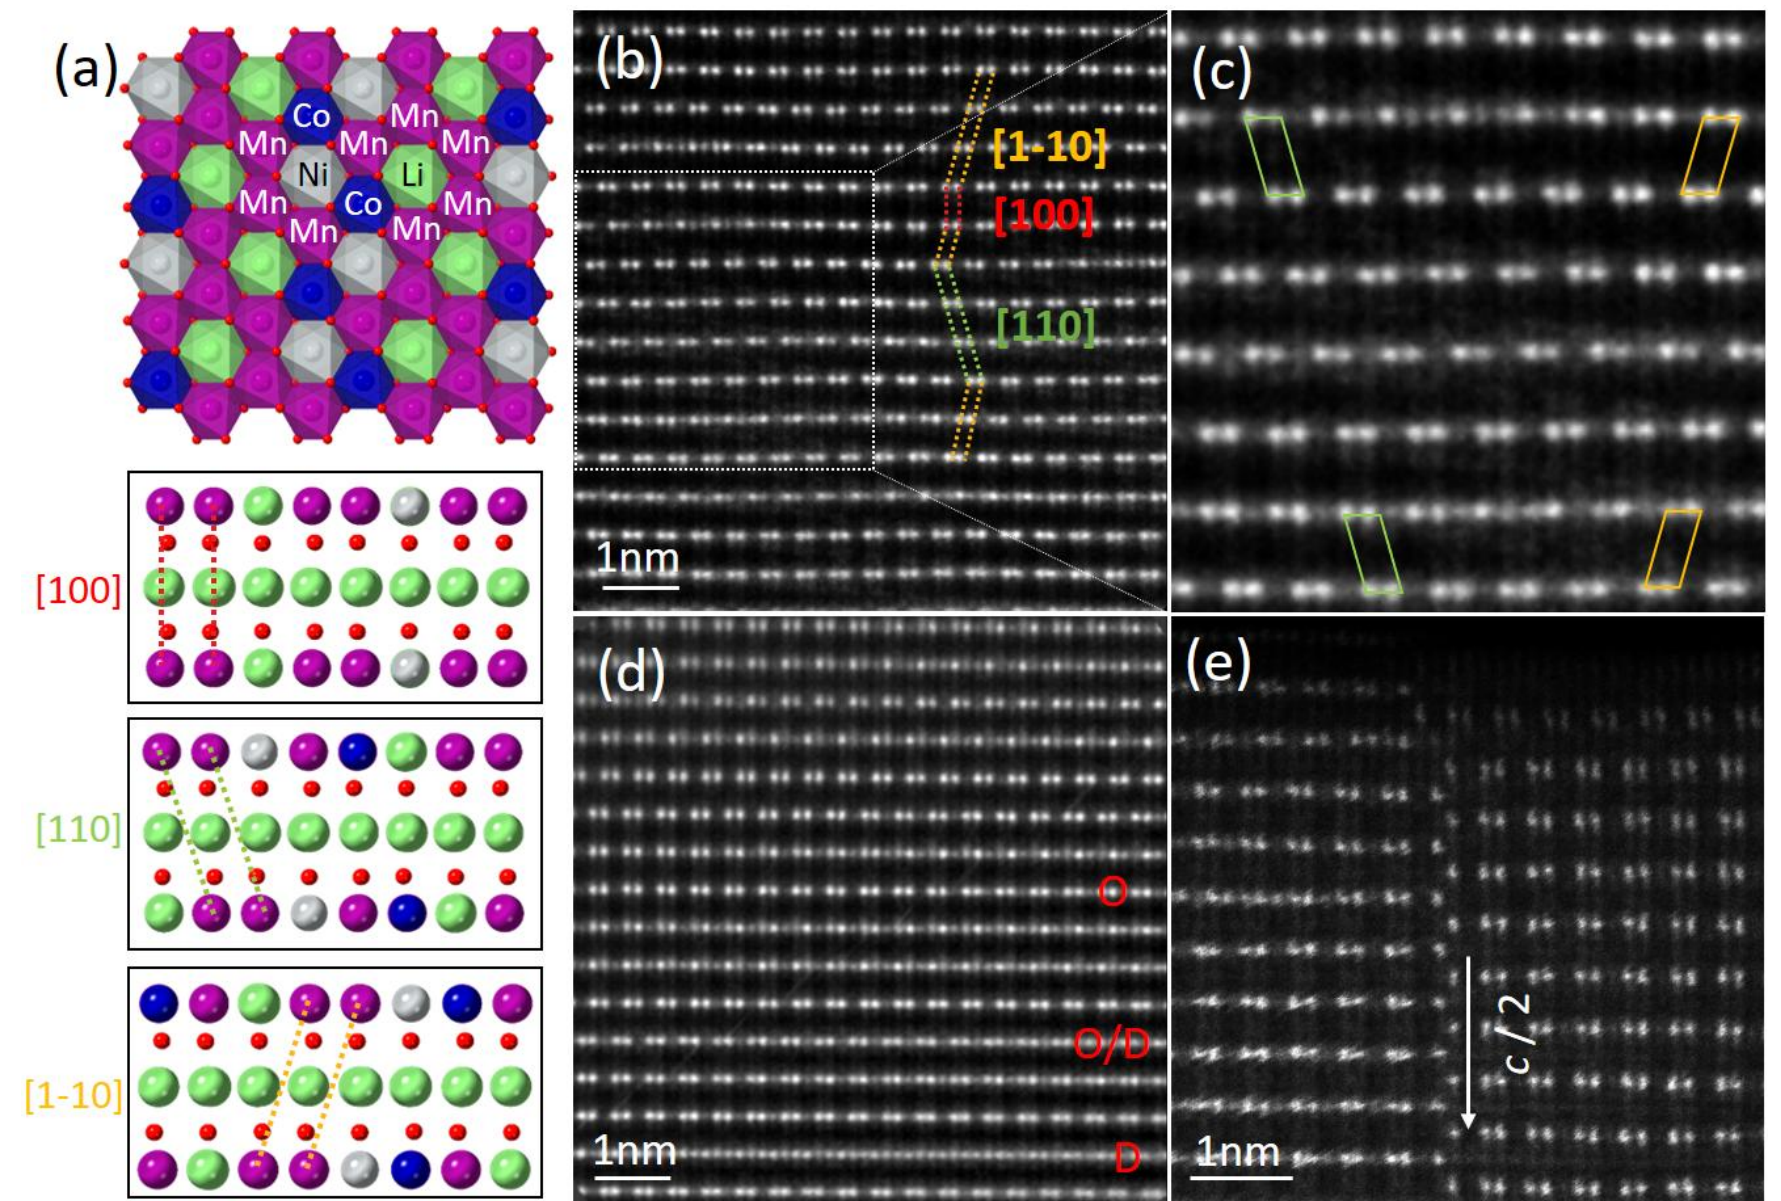 (a)
Co
Mn
Mn
Mn
Mn
Ni
Li
Mn
Co
Mn
Mn
Mn
[100]
[110]
[1-10]
(b)
[1-10]
[100]
[110]
1nm
(c)
(d)
O
O/D
D
1nm
(e)
c / 2
1nm